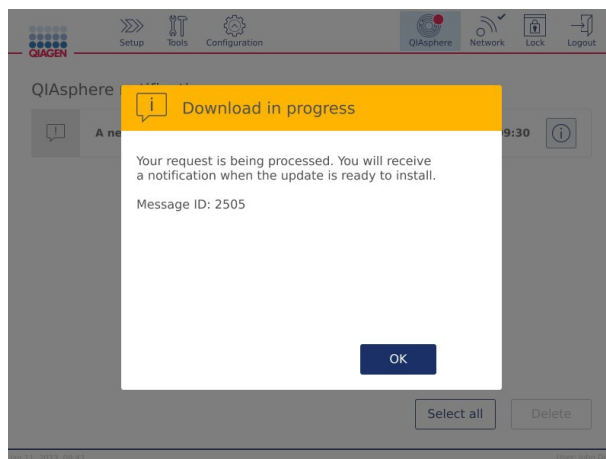 Setup
Tools
Configuration
QIAsphere
Network
Lock
Logout
QIAGEN
QIAsphere
Download in progress
A ne
9:30
Your request is being processed. You will receive
a notification when the update is ready to install.
Message ID: 2505
OK
Select all
Delete